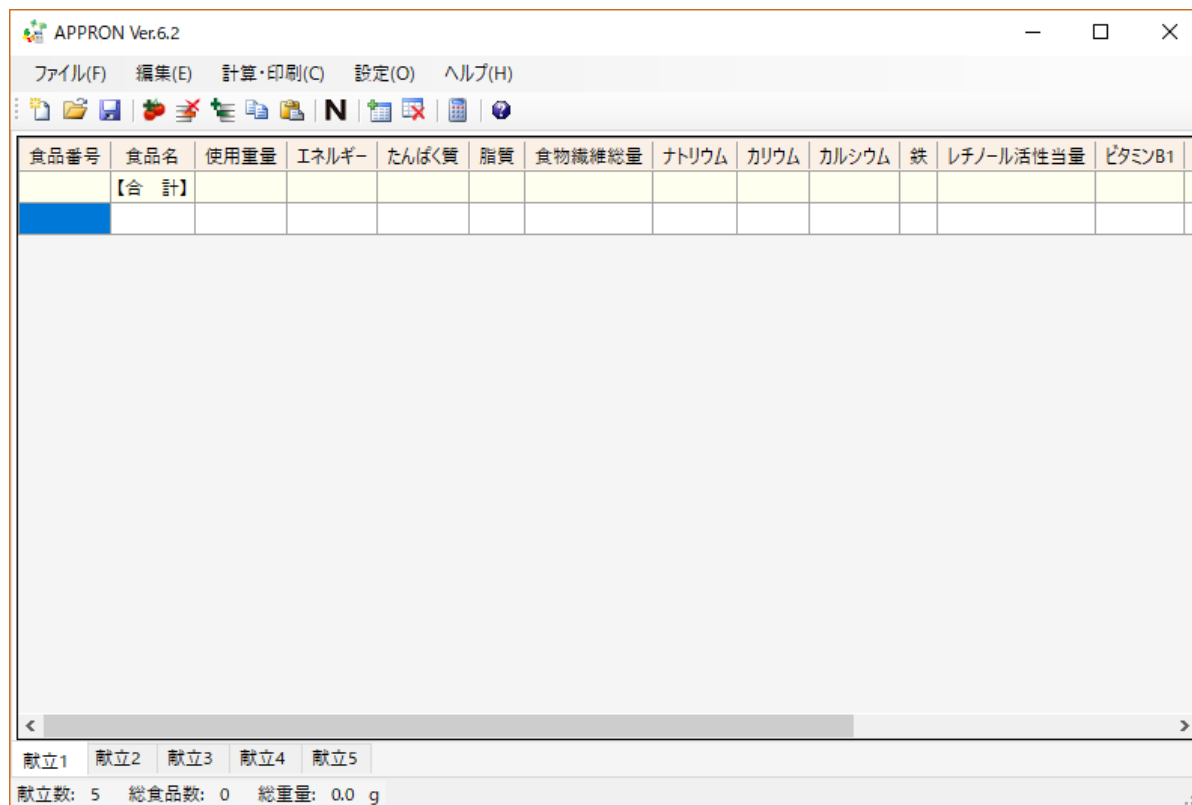 APPRON Ver.6.2
ファイル(F) 編集(E) 計算・印刷(C) 設定(O) ヘルプ(H)
N
食品番号 食品名 使用重量 エネルギー たんぱく質 脂質 食物繊維総量 ナトリウム カリウム カルシウム 鉄 レチノール活性当量 ビタミンB1
【合　計】
献立1 献立2 献立3 献立4 献立5
献立数: 5 総食品数: 0 総重量: 0.0 g